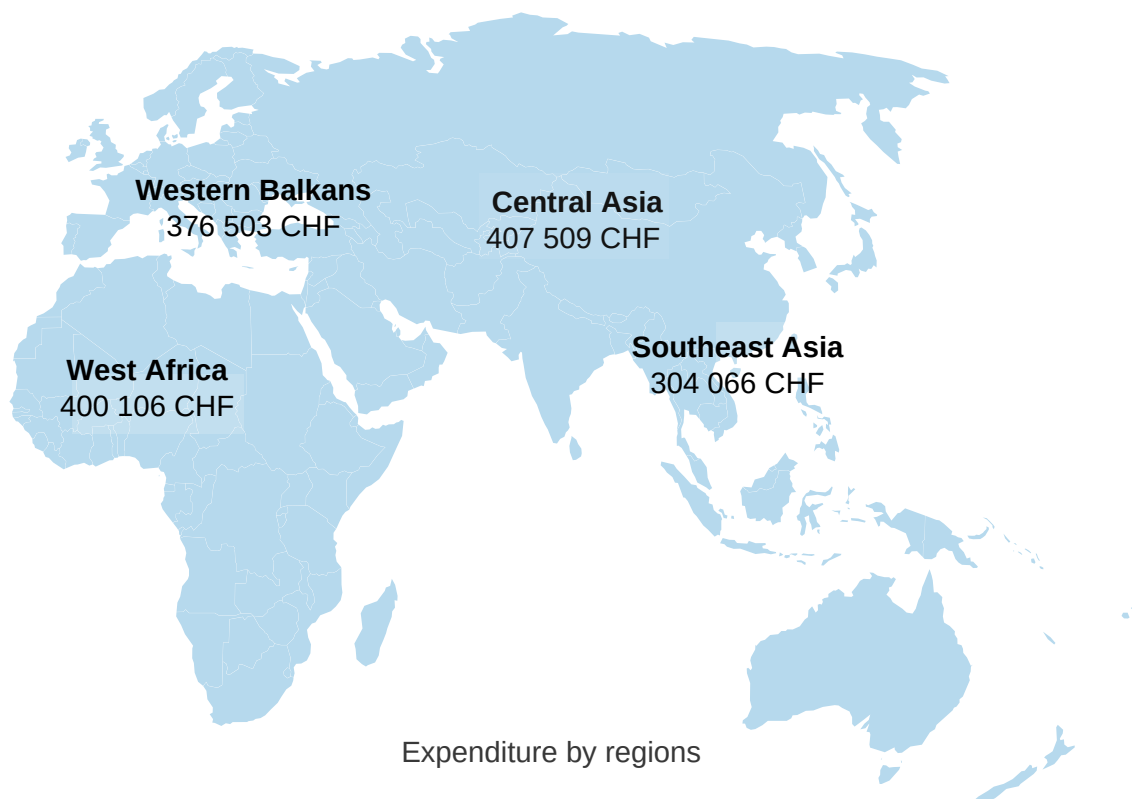 Western Balkans
376 503 CHF
Central Asia
407 509 CHF
Southeast Asia
304 066 CHF
West Africa
400 106 CHF
Expenditure by regions